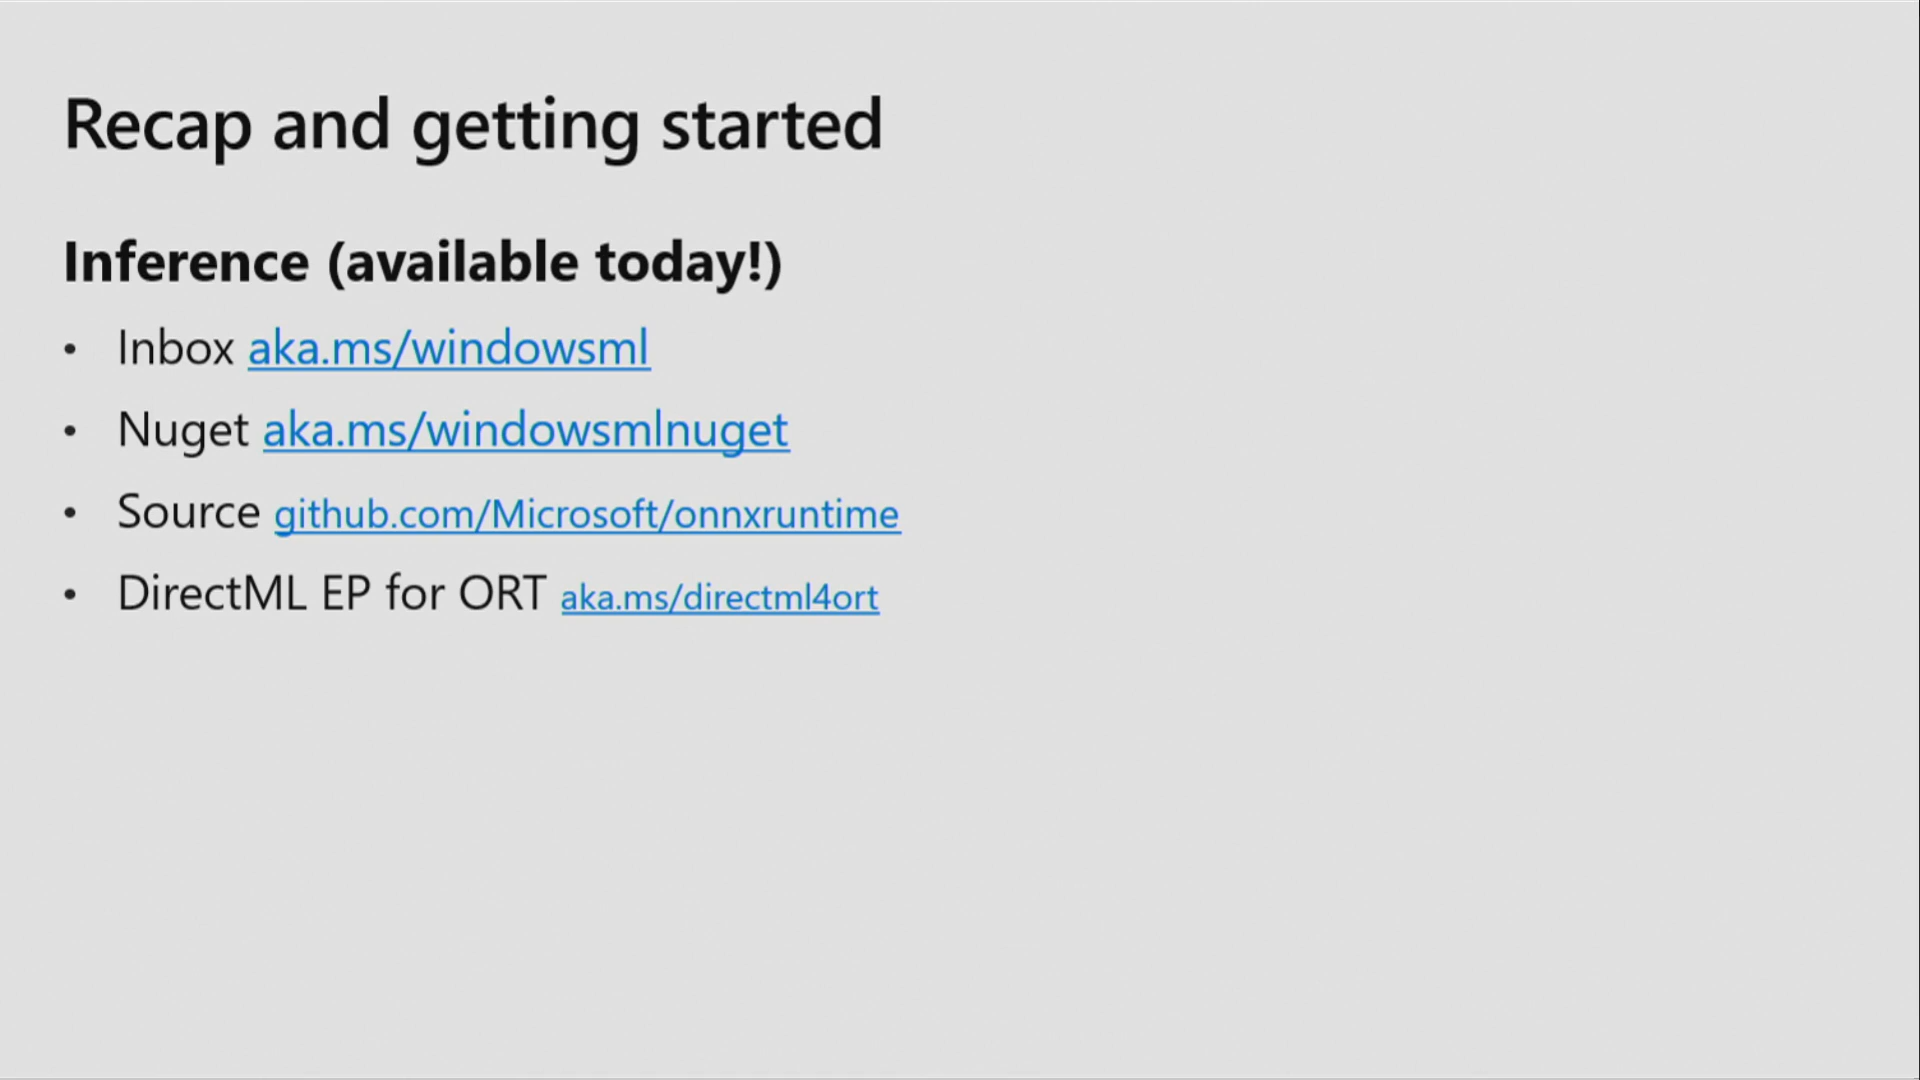 Recap and getting started
Inference (available today!)
• Inbox aka.ms/windowsml
• Nuget aka.ms/windowsmlnuget
• Source github.com/Microsoft/onnxruntime
• DirectML EP for ORT aka.ms/directml4ort